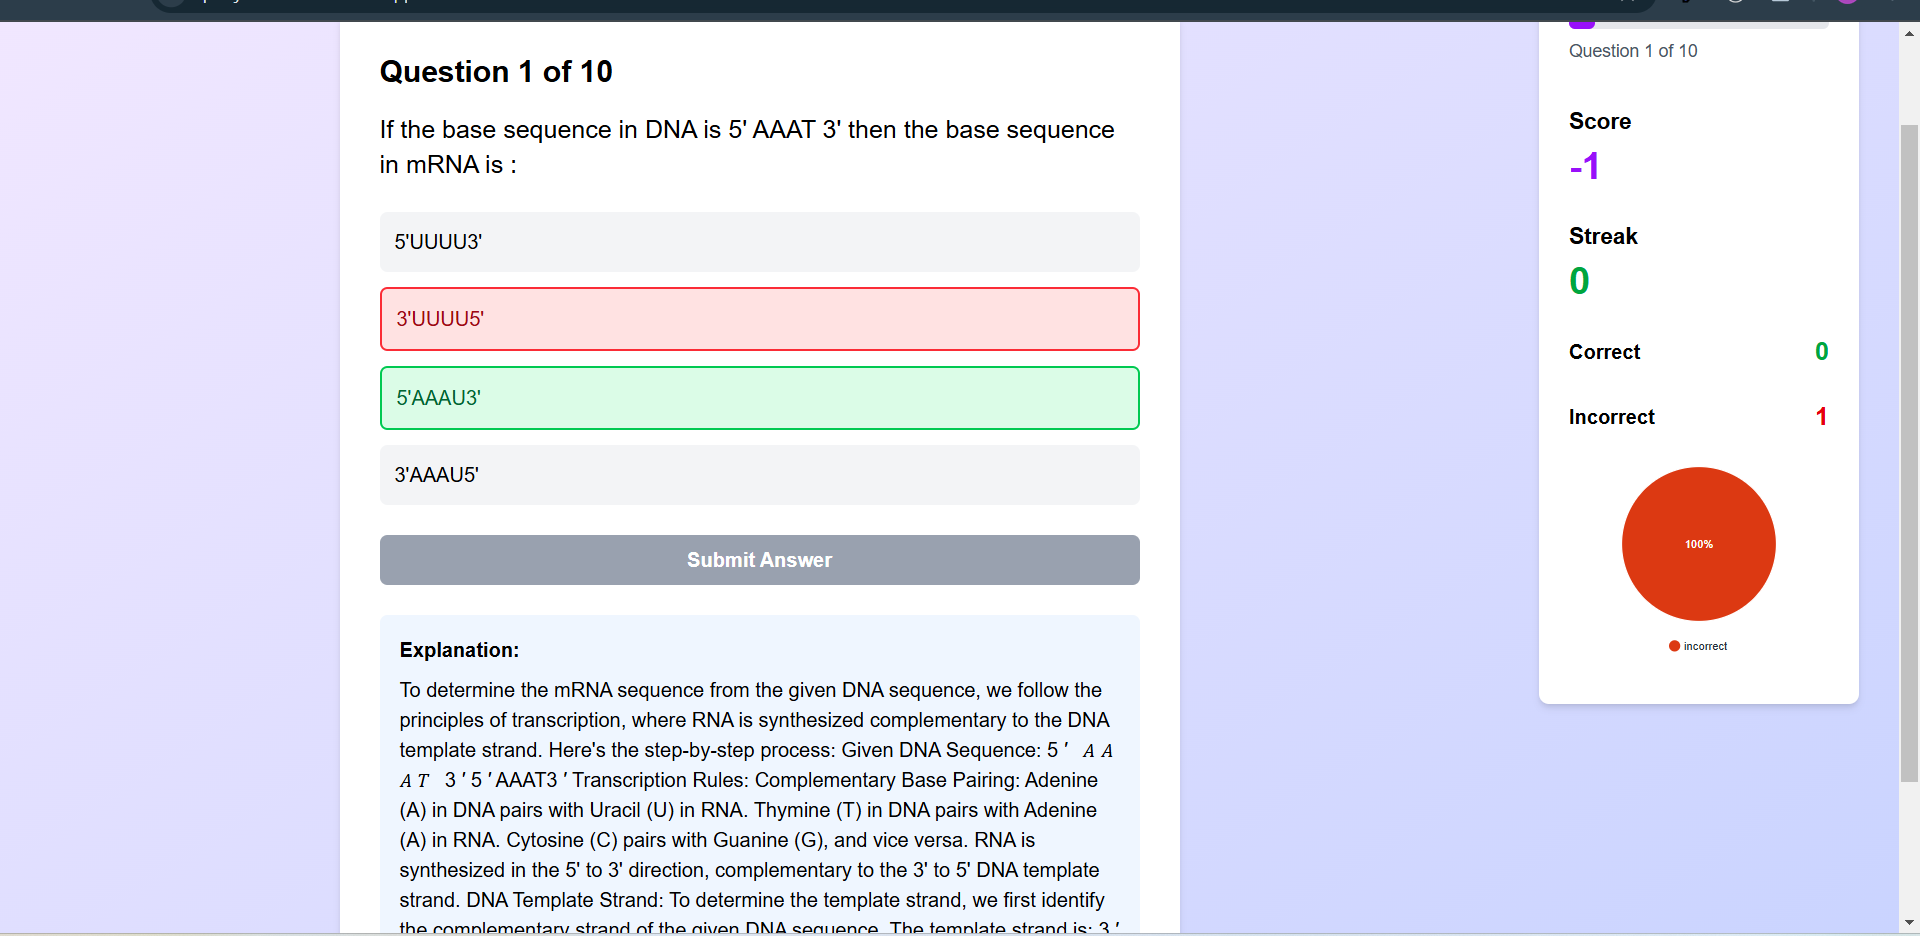 Question 1 of 10
If the base sequence in DNA is 5' AAAT 3' then the base sequence
in mRNA is :
5'UUUU3'
3'UUUU5'
5'AAAU3'
3'AAAU5'
Submit Answer
Explanation:
To determine the mRNA sequence from the given DNA sequence, we follow the
principles of transcription, where RNA is synthesized complementary to the DNA
template strand. Here's the step-by-step process: Given DNA Sequence: 5 ′ A A
A T 3 ′ 5 ′ AAAT3 ′ Transcription Rules: Complementary Base Pairing: Adenine
(A) in DNA pairs with Uracil (U) in RNA. Thymine (T) in DNA pairs with Adenine
(A) in RNA. Cytosine (C) pairs with Guanine (G), and vice versa. RNA is
synthesized in the 5' to 3' direction, complementary to the 3' to 5' DNA template
strand. DNA Template Strand: To determine the template strand, we first identify
the complementary strand of the given DNA sequence. The template strand is: 3 ′
Question 1 of 10
Score
-1
Streak
0
Correct 0
Incorrect 1
100%
incorrect